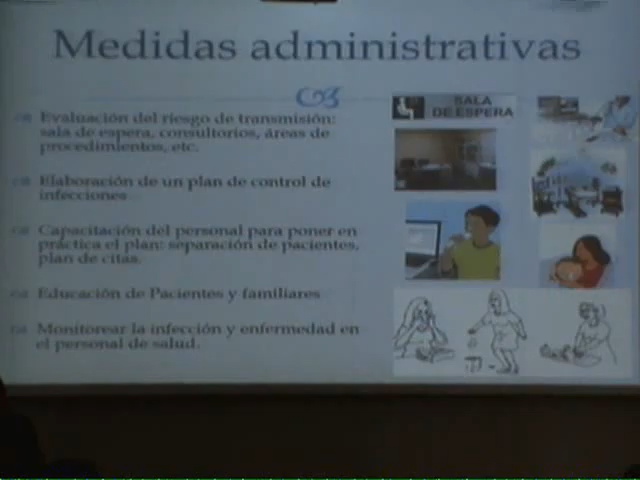 Medidas administrativas
Evaluación del riesgo de transmisión:
sala de espera, consultorios, áreas de
procedimientos, etc.
Elaboración de un plan de control de
infecciones
Capacitación del personal para poner en
práctica el plan: separación de pacientes,
plan de citas.
Educación de Pacientes y familiares
Monitorear la infección y enfermedad en
el personal de salud.
SALA
DE ESPERA